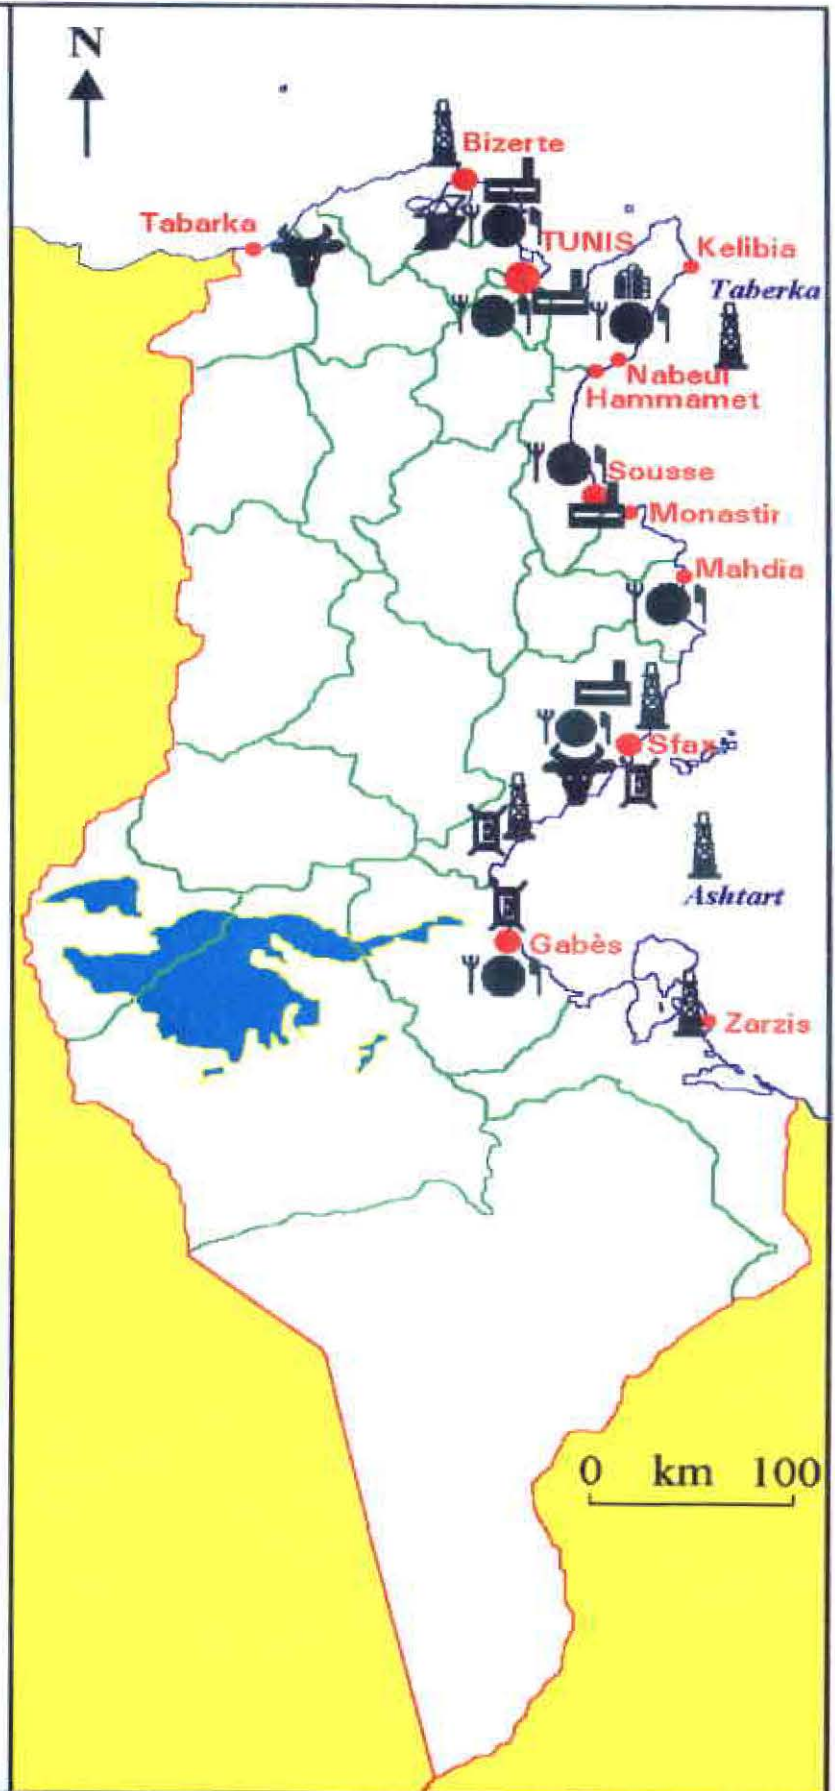 N
Bizerte
Tabarka
TUNIS
Kelibia
Taberka
Nabeul
Hammamet
Sousse
Monastir
Mahdia
Sfax
E
E
Ashtart
E
Gabès
Zarzis
0 km 100